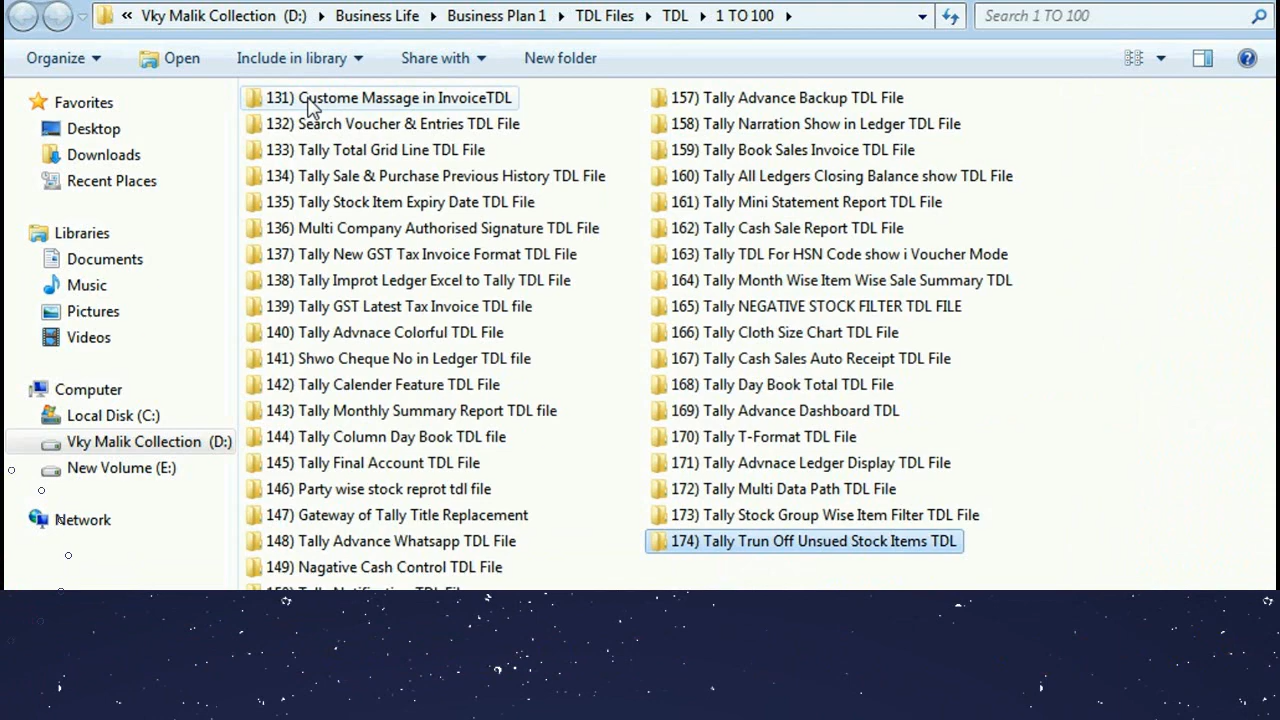 « Vky Malik Collection (D:) ▸ Business Life ▸ Business Plan 1 ▸ TDL Files ▸ TDL ▸ 1 TO 100 ▸
Search 1 TO 100
Organize Open Include in library Share with New folder
Favorites
Desktop
Downloads
Recent Places
Libraries
Documents
Music
Pictures
Videos
Computer
Local Disk (C:)
Vky Malik Collection (D:)
New Volume (E:)
Network
131) Custome Massage in InvoiceTDL
132) Search Voucher & Entries TDL File
133) Tally Total Grid Line TDL File
134) Tally Sale & Purchase Previous History TDL File
135) Tally Stock Item Expiry Date TDL File
136) Multi Company Authorised Signature TDL File
137) Tally New GST Tax Invoice Format TDL File
138) Tally Improt Ledger Excel to Tally TDL File
139) Tally GST Latest Tax Invoice TDL file
140) Tally Advnace Colorful TDL File
141) Shwo Cheque No in Ledger TDL file
142) Tally Calender Feature TDL File
143) Tally Monthly Summary Report TDL file
144) Tally Column Day Book TDL file
145) Tally Final Account TDL File
146) Party wise stock reprot tdl file
147) Gateway of Tally Title Replacement
148) Tally Advance Whatsapp TDL File
149) Nagative Cash Control TDL File
150) Tally Notification TDL File
157) Tally Advance Backup TDL File
158) Tally Narration Show in Ledger TDL File
159) Tally Book Sales Invoice TDL File
160) Tally All Ledgers Closing Balance show TDL File
161) Tally Mini Statement Report TDL File
162) Tally Cash Sale Report TDL File
163) Tally TDL For HSN Code show i Voucher Mode
164) Tally Month Wise Item Wise Sale Summary TDL
165) Tally NEGATIVE STOCK FILTER TDL FILE
166) Tally Cloth Size Chart TDL File
167) Tally Cash Sales Auto Receipt TDL File
168) Tally Day Book Total TDL File
169) Tally Advance Dashboard TDL
170) Tally T-Format TDL File
171) Tally Advnace Ledger Display TDL File
172) Tally Multi Data Path TDL File
173) Tally Stock Group Wise Item Filter TDL File
174) Tally Trun Off Unsued Stock Items TDL